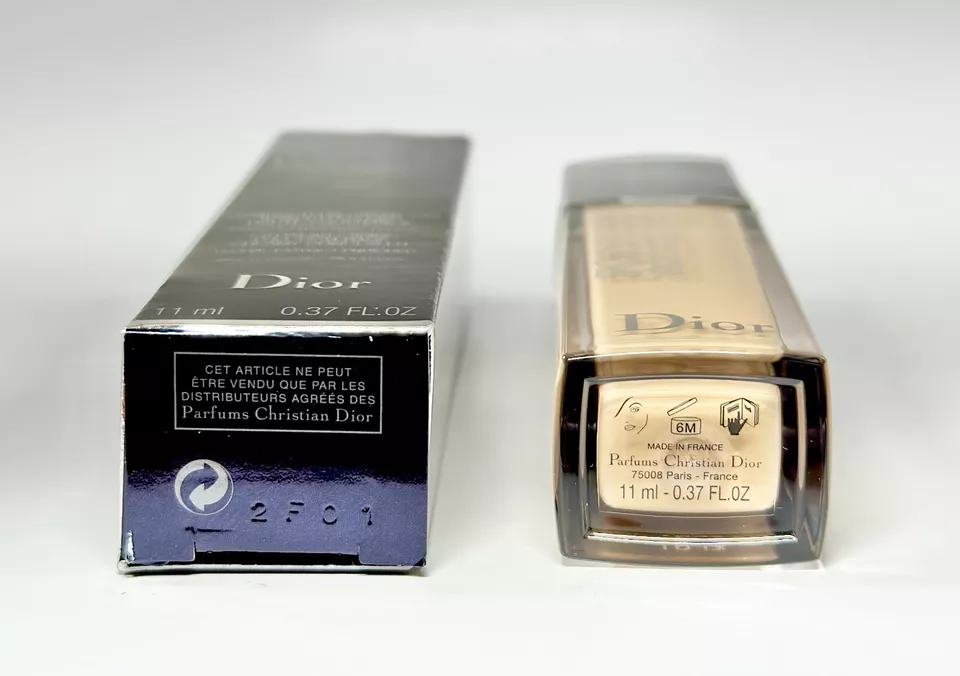 Dior
11 ml 0.37 FL.OZ
CET ARTICLE NE PEUT
ÊTRE VENDU QUE PAR LES
DISTRIBUTEURS AGRÉÉS DES
Parfums Christian Dior
2F01
Dior
6M
MADE IN FRANCE
Parfums Christian Dior
75008 Paris - France
11 ml - 0.37 FL.OZ